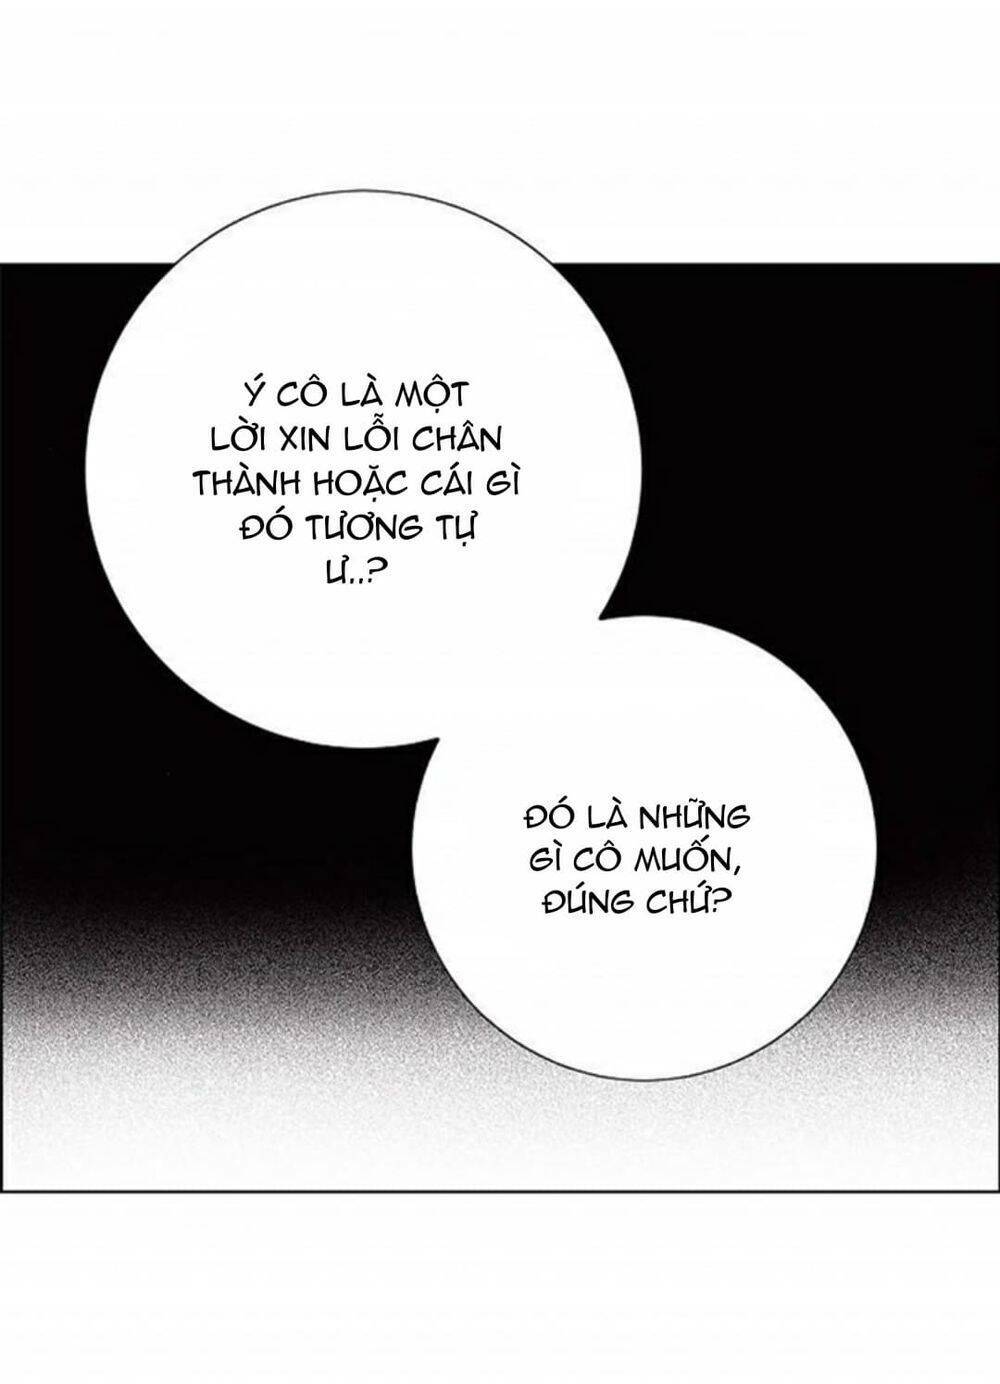 Ý CÔ LÀ MỘT
LỜI XIN LỖI CHÂN
THÀNH HOẶC CÁI GÌ
ĐÓ TƯƠNG TỰ
Ư..?
ĐÓ LÀ NHỮNG
GÌ CÔ MUỐN,
ĐÚNG CHỨ?